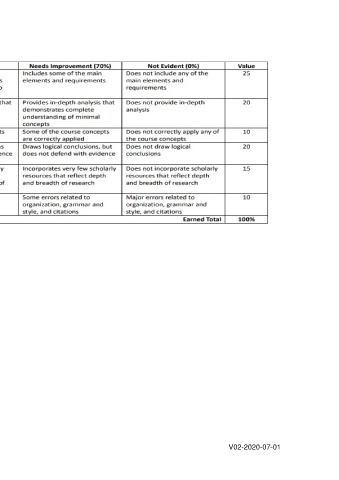 Needs Improvement (70%) Not Evident (0%) Value
Includes some of the main Does not include any of the 25
s elements and requirements main elements and
o requirements
that Provides in-depth analysis that Does not provide in-depth 20
demonstrates complete analysis
understanding of minimal
concepts
ts Some of the course concepts Does not correctly apply any of 10
are correctly applied the course concepts
s Draws logical conclusions, but Does not draw logical 20
ence does not defend with evidence conclusions
y Incorporates very few scholarly Does not incorporate scholarly 15
resources that reflect depth resources that reflect depth
of and breadth of research and breadth of research
Some errors related to Major errors related to 10
organization, grammar and organization, grammar and
style, and citations style, and citations
Earned Total 100%
V02-2020-07-01